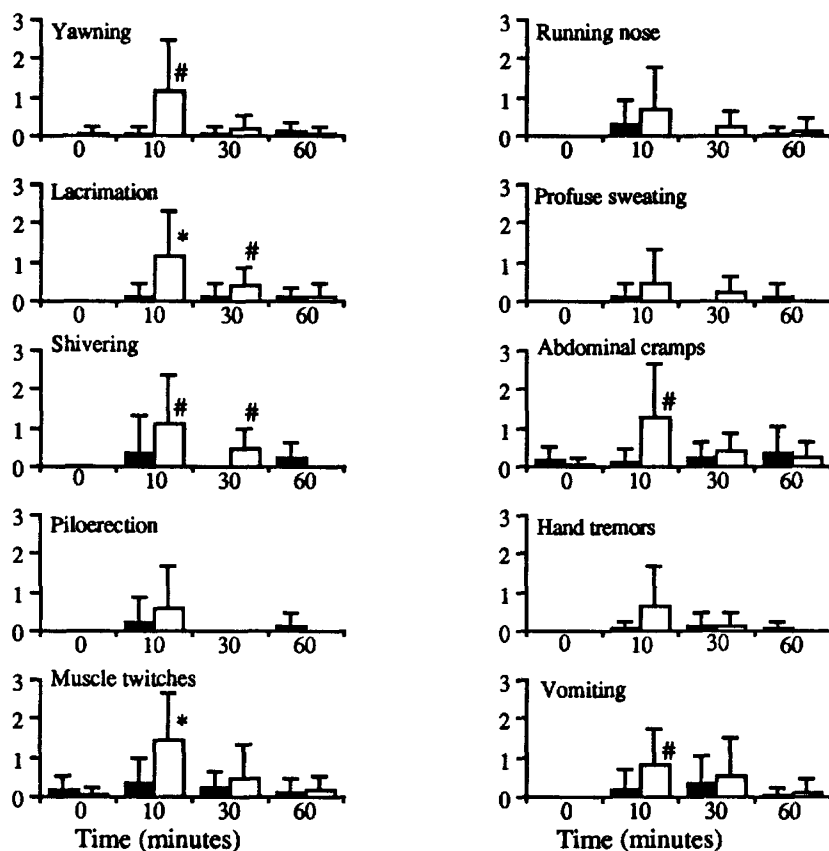 Yawning
3
2
1
0
#
0 10 30 60
Running nose
3
2
1
0
0 10 30 60
Lacrimation
3
2
1
0
*
#
0 10 30 60
Profuse sweating
3
2
1
0
0 10 30 60
Shivering
3
2
1
0
# #
0 10 30 60
Abdominal cramps
3
2
1
0
#
0 10 30 60
Piloerection
3
2
1
0
0 10 30 60
Hand tremors
3
2
1
0
0 10 30 60
Muscle twitches
3
2
1
0
*
0 10 30 60
Time (minutes)
Vomiting
3
2
1
0
#
0 10 30 60
Time (minutes)